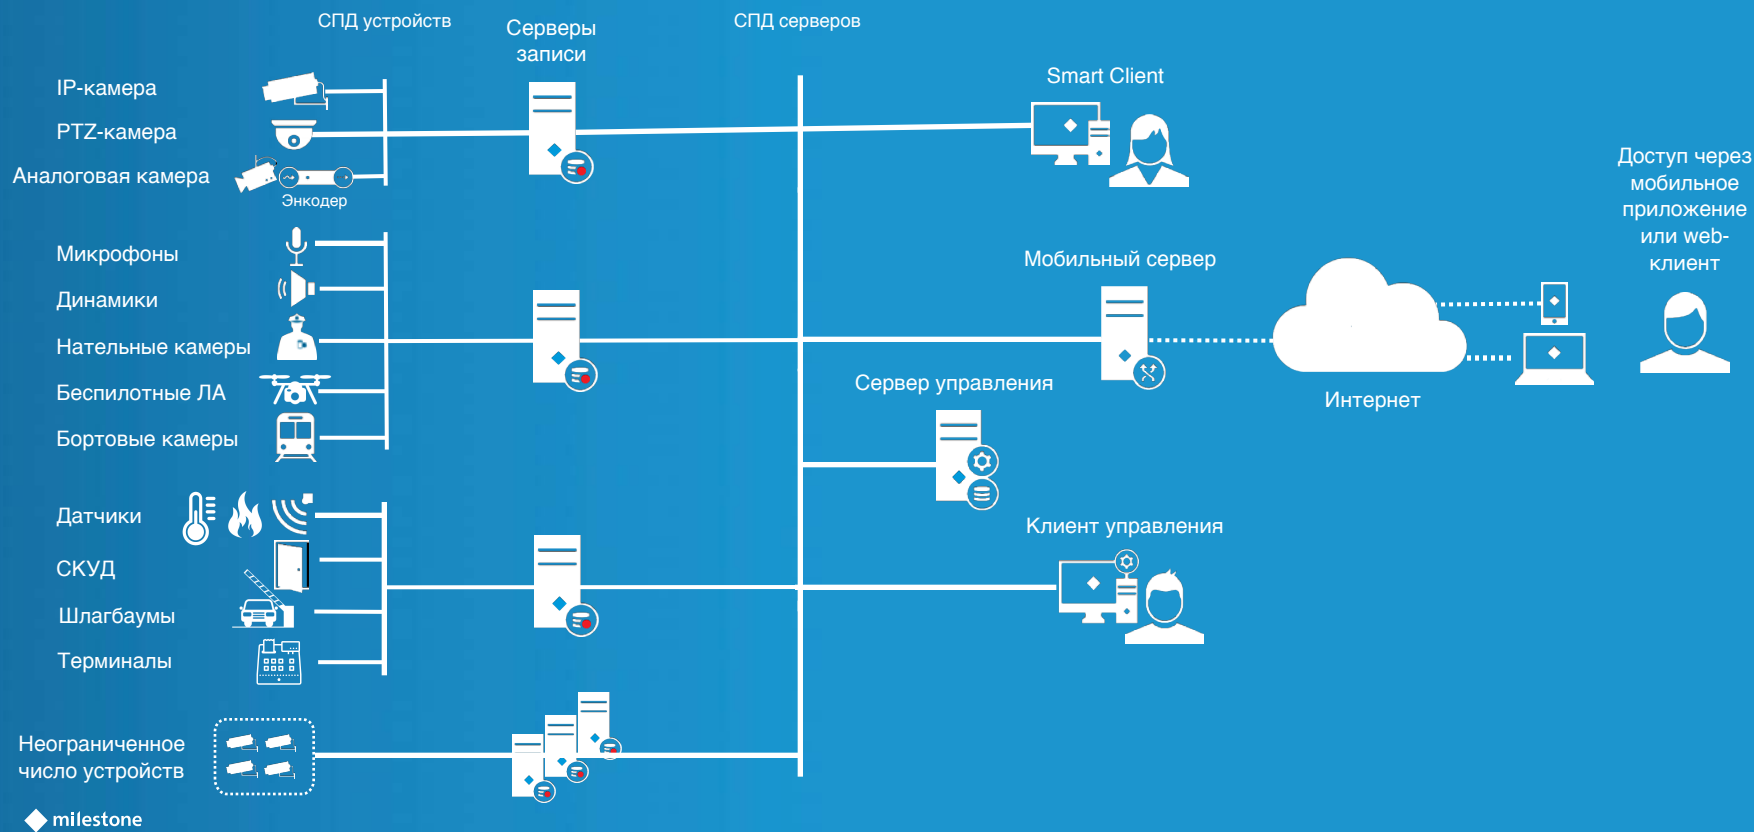 СПД устройств
Серверы
записи
СПД серверов
IP-камера
PTZ-камера
Аналоговая камера
Энкодер
Микрофоны
Динамики
Нательные камеры
Беспилотные ЛА
Бортовые камеры
Датчики
СКУД
Шлагбаумы
Терминалы
Неограниченное
число устройств
Smart Client
Мобильный сервер
Сервер управления
Клиент управления
Интернет
Доступ через
мобильное
приложение
или web-
клиент
milestone